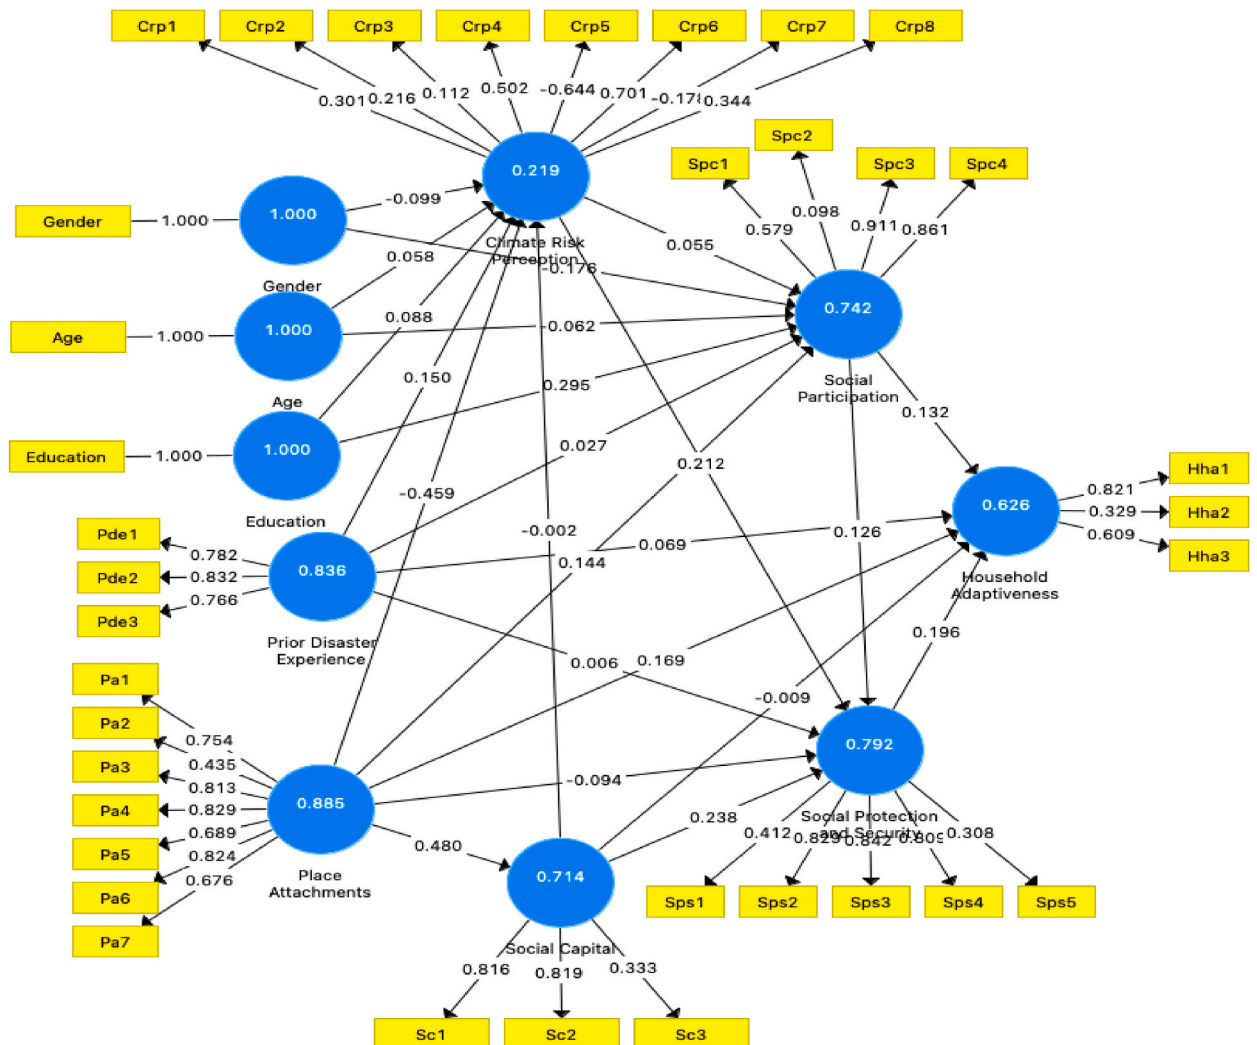 Crp1 Crp2 Crp3 Crp4 Crp5 Crp6 Crp7 Crp8
0.301 0.216 0.112 0.502 -0.644 0.701 0.344
Spc1 Spc2 Spc3 Spc4
0.579 0.098 0.911 0.861
0.219
Climate Risk
Perception
Gender 1.000 1.000
Gender
-0.099
-0.176
0.055
Age 1.000 1.000
Age
0.058
-0.062
0.742
Social
Participation
Education 1.000 1.000
Education
0.088
0.295
0.150
0.027
-0.459
0.212
-0.002
0.132
0.126
Pde1 0.782
Pde2 0.832
Pde3 0.766
0.836
Prior Disaster
Experience
0.069
0.144
0.006
0.626
Household
Adaptiveness
0.821 Hha1
0.329 Hha2
0.609 Hha3
0.196
0.169
-0.009
Pa1 0.754
Pa2 0.435
Pa3 0.813
Pa4 0.829
Pa5 0.689
Pa6 0.824
Pa7 0.676
0.885
Place
Attachments
-0.094
0.480
0.238
0.792
Social Protection
and Security
0.412 0.829 0.842 0.308
Sps1 Sps2 Sps3 Sps4 Sps5
0.714
Social Capital
0.816 0.819 0.333
Sc1 Sc2 Sc3